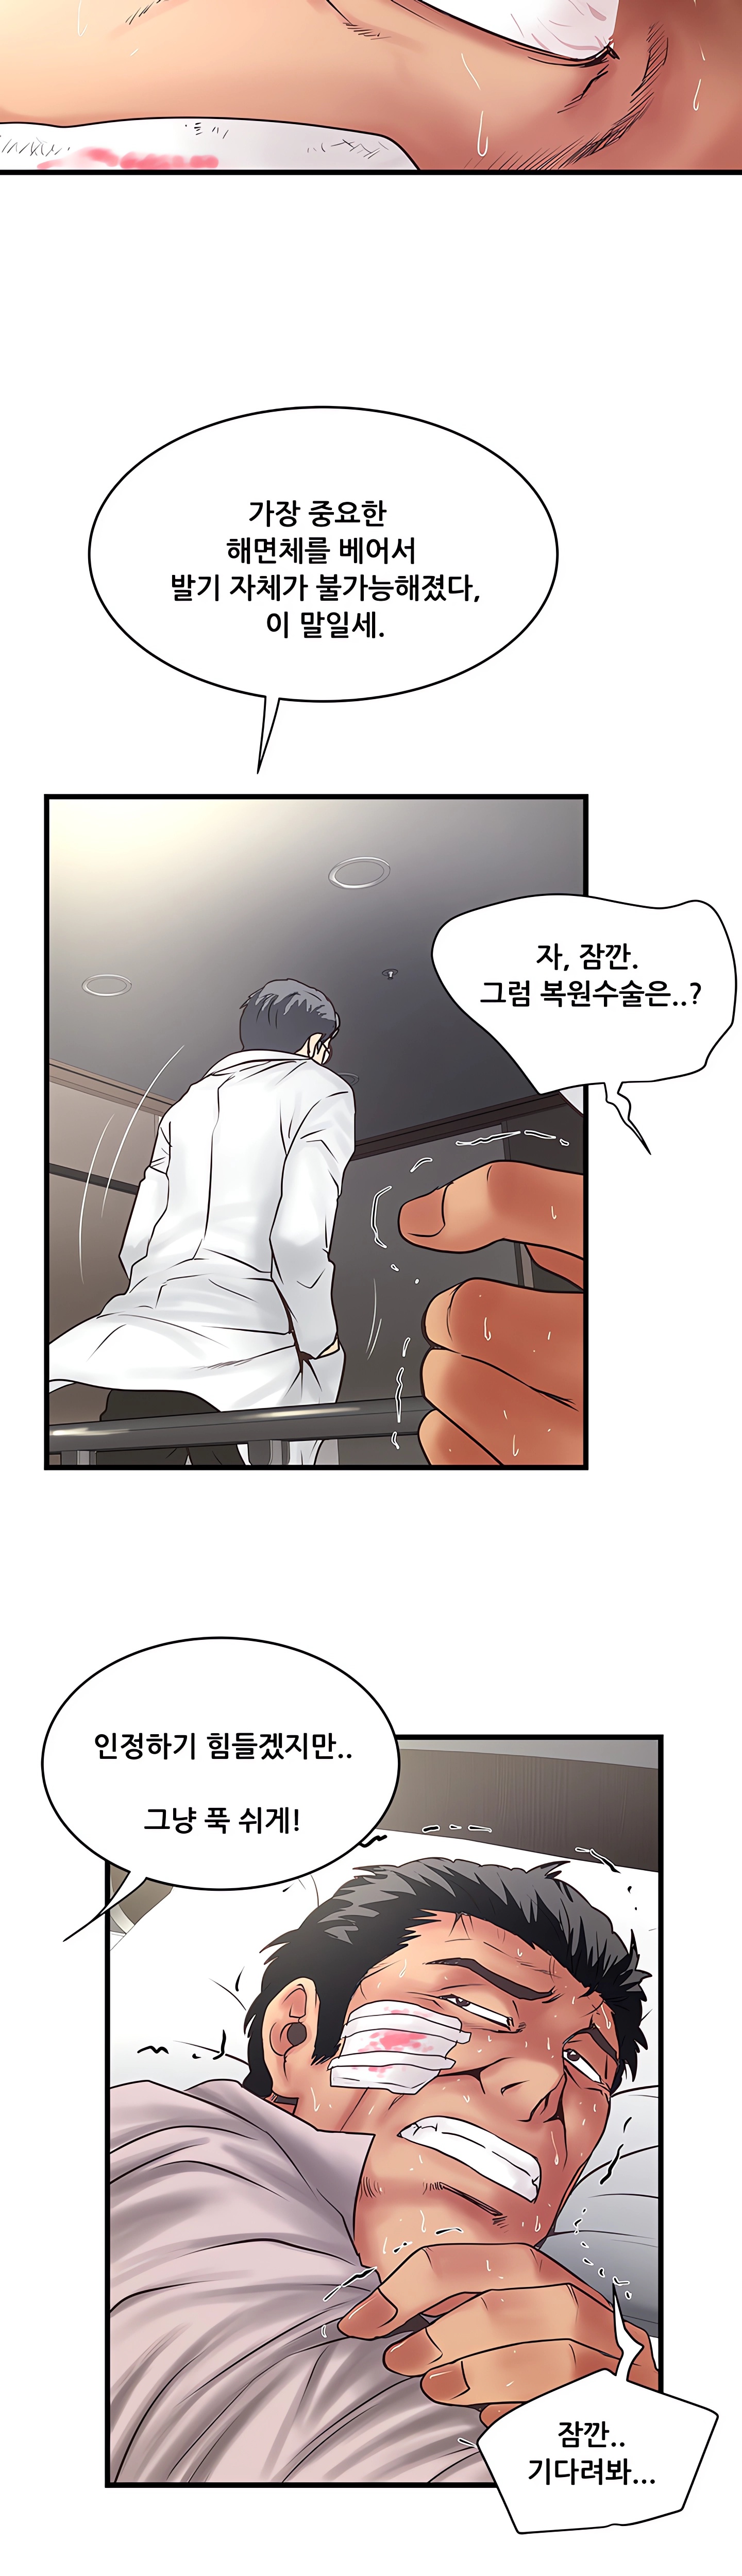 가장 중요한
해면체를 베어서
발기 자체가 불가능해졌다,
이 말일세.
자, 잠깐.
그럼 복원수술은..?
인정하기 힘들겠지만..
그냥 푹 쉬게!
잠깐..
기다려봐...